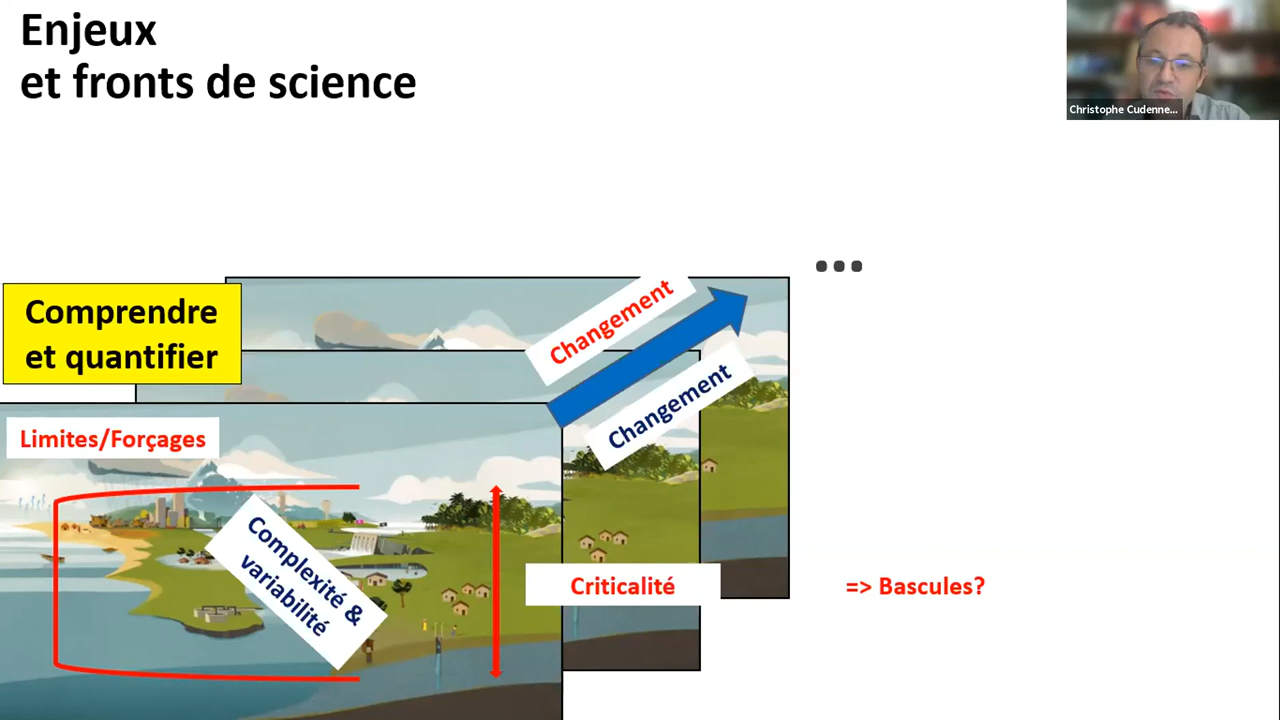 Enjeux
et fronts de science
Christophe Cudenne...
...
Comprendre
et quantifier
Changement
Changement
Limites/Forçages
Complexité &
variabilité
Criticalité
=> Bascules?